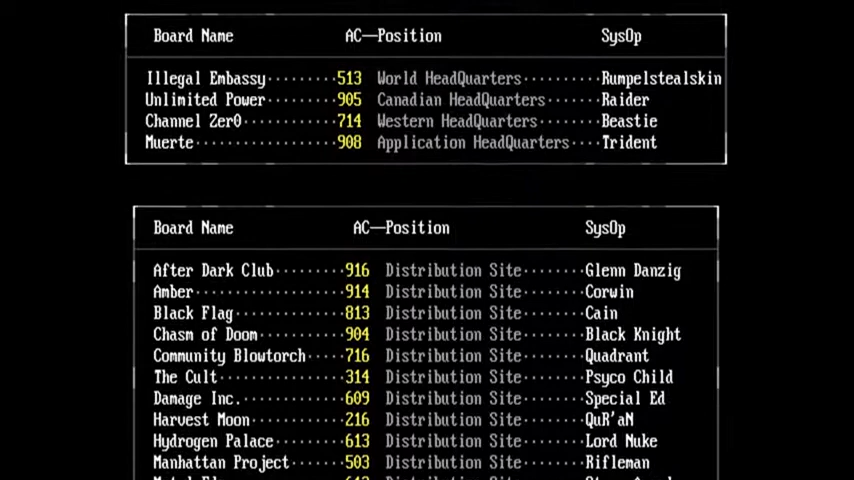 Board Name AC—Position SysOp
Illegal Embassy·········513 World HeadQuarters··········Rumpelstealskin
Unlimited Power·········905 Canadian HeadQuarters·······Raider
Channel Zer0············714 Western HeadQuarters········Beastie
Muerte··················908 Application HeadQuarters····Trident
Board Name AC—Position SysOp
After Dark Club·········916 Distribution Site········Glenn Danzig
Amber···················914 Distribution Site········Corwin
Black Flag··············813 Distribution Site········Cain
Chasm of Doom···········904 Distribution Site········Black Knight
Community Blowtorch·····716 Distribution Site········Quadrant
The Cult················314 Distribution Site········Psyco Child
Damage Inc.·············609 Distribution Site········Special Ed
Harvest Moon············216 Distribution Site········QuR'aN
Hydrogen Palace·········613 Distribution Site········Lord Nuke
Manhattan Project·······503 Distribution Site········Rifleman